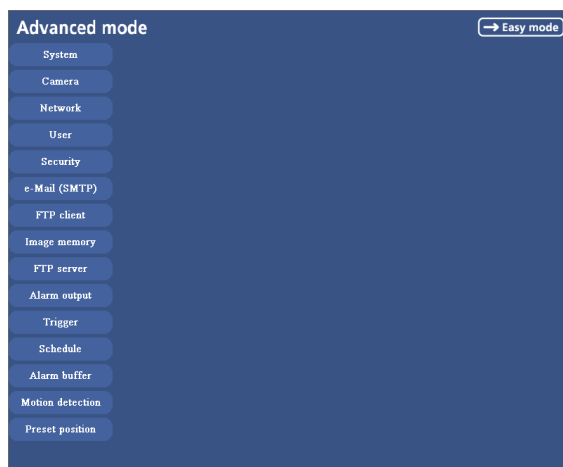 Advanced mode
→ Easy mode
System
Camera
Network
User
Security
e-Mail (SMTP)
FTP client
Image memory
FTP server
Alarm output
Trigger
Schedule
Alarm buffer
Motion detection
Preset position